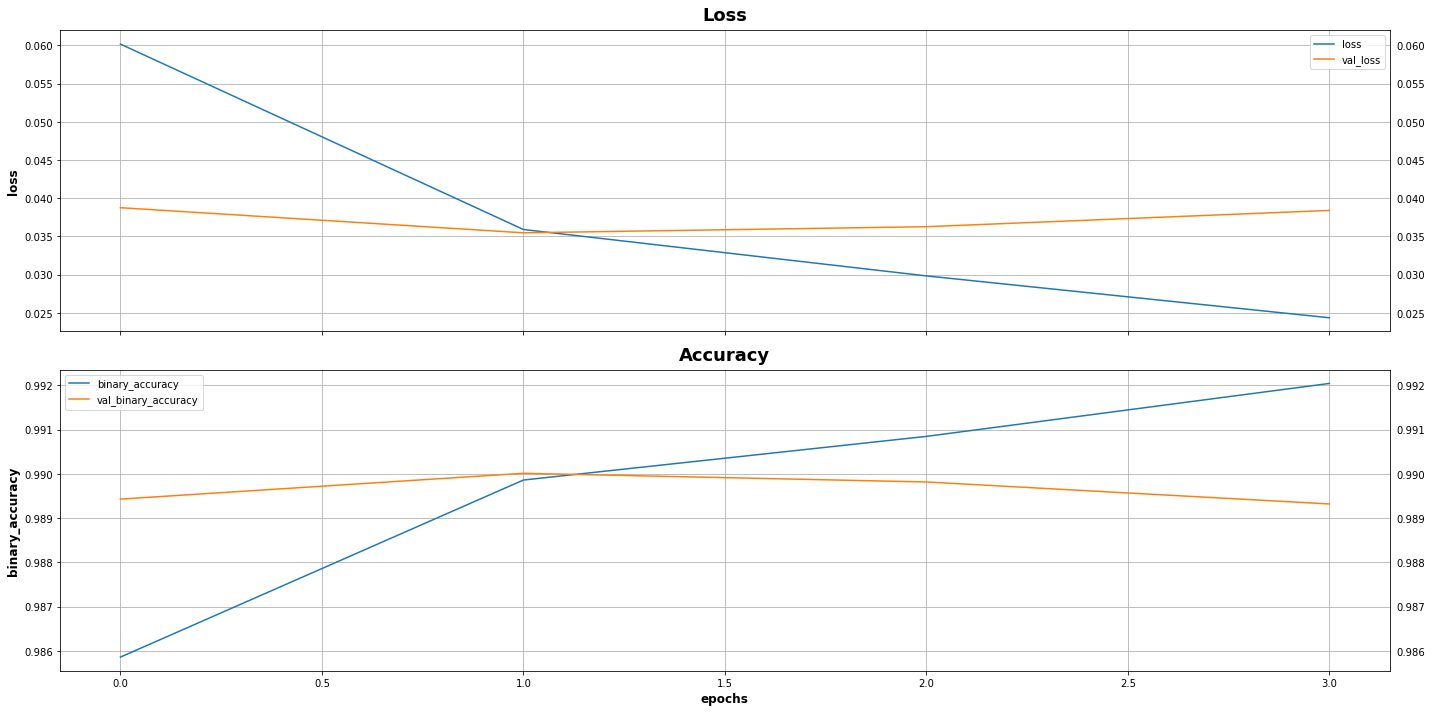 Loss
0.060 0.060
loss
val_loss
0.055 0.055
0.050 0.050
0.045 0.045
loss
0.040 0.040
0.035 0.035
0.030 0.030
0.025 0.025
Accuracy
0.992 0.992
binary_accuracy
val_binary_accuracy
0.991 0.991
0.990 0.990
binary_accuracy
0.989 0.989
0.988 0.988
0.987 0.987
0.986 0.986
0.0 0.5 1.0 1.5 2.0 2.5 3.0
epochs